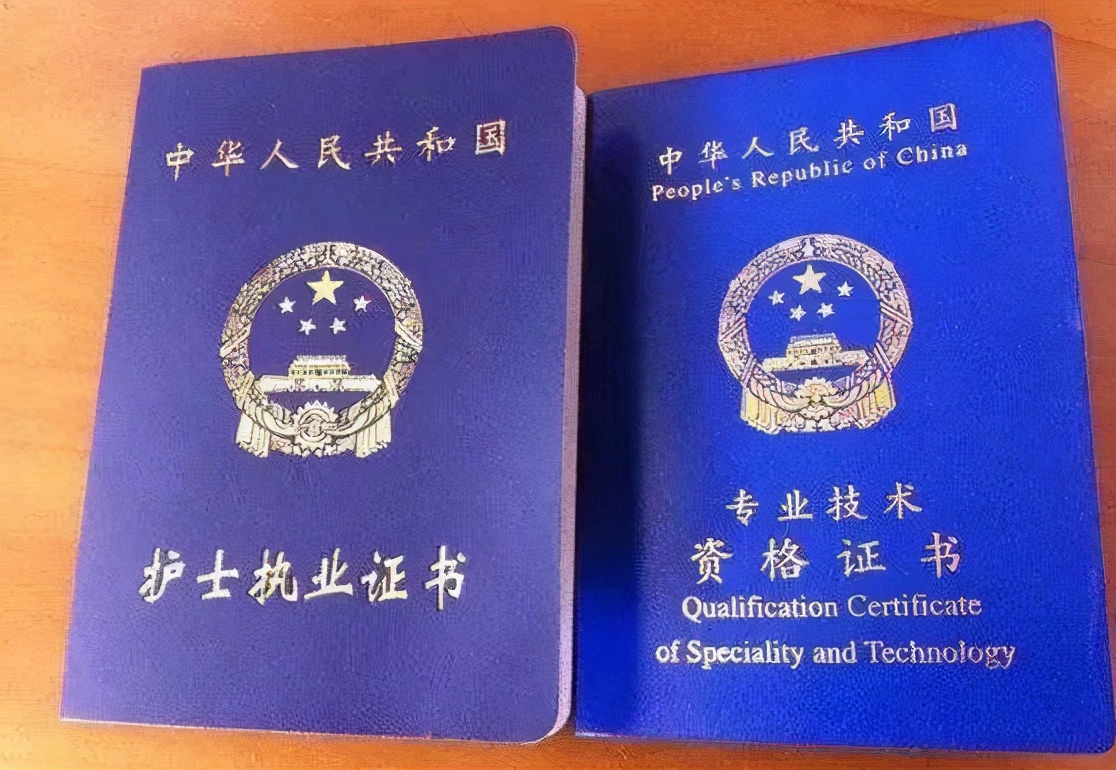 中华人民共和国
护士执业证书
中华人民共和国
People's Republic of China
专业技术
资格证书
Qualification Certificate
of Speciality and Technology